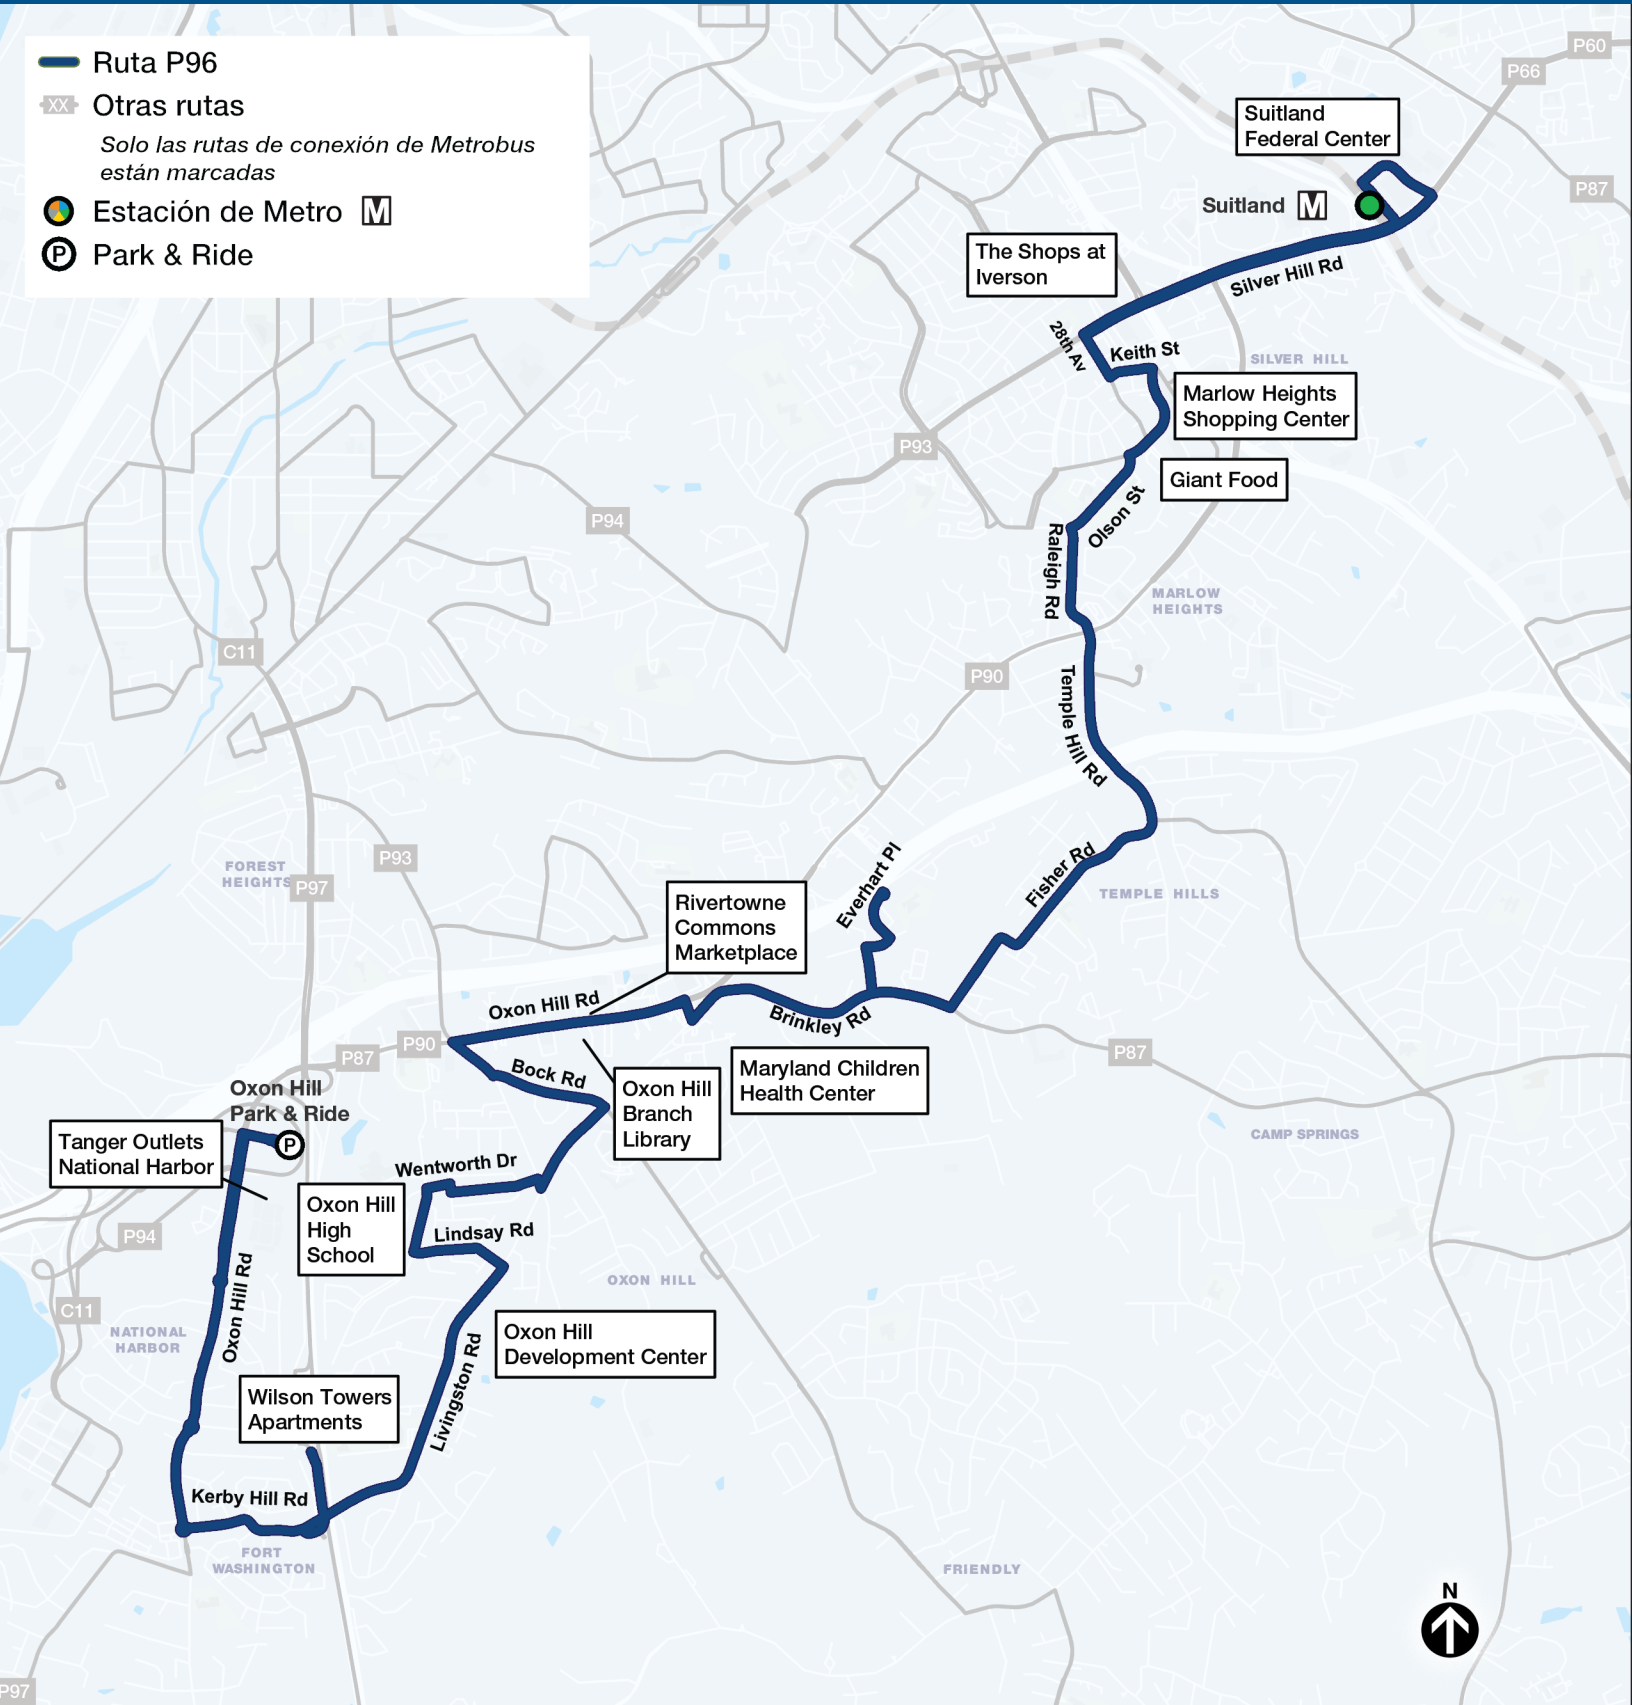 Ruta P96
XX
Otras rutas
Solo las rutas de conexión de Metrobus
están marcadas
Estación de Metro M
P
Park & Ride
P60
P66
Suitland
Federal Center
P87
Suitland M
The Shops at
Iverson
Silver Hill Rd
28th Av
Keith St
SILVER HILL
Marlow Heights
Shopping Center
P93
Giant Food
P94
Olson St
Raleigh Rd
MARLOW
HEIGHTS
C11
P90
Temple Hill Rd
P93
FOREST
HEIGHTS
P97
Everhart Pl
Fisher Rd
TEMPLE HILLS
Rivertowne
Commons
Marketplace
Oxon Hill Rd
Brinkley Rd
P90
P87
P87
Bock Rd
Maryland Children
Health Center
Oxon Hill
Branch
Library
Oxon Hill
Park & Ride
P
Tanger Outlets
National Harbor
CAMP SPRINGS
Wentworth Dr
Oxon Hill
High
School
Lindsay Rd
P94
OXON HILL
C11
Oxon Hill Rd
NATIONAL
HARBOR
Oxon Hill
Development Center
Livingston Rd
Wilson Towers
Apartments
Kerby Hill Rd
FORT
WASHINGTON
FRIENDLY
N
P97